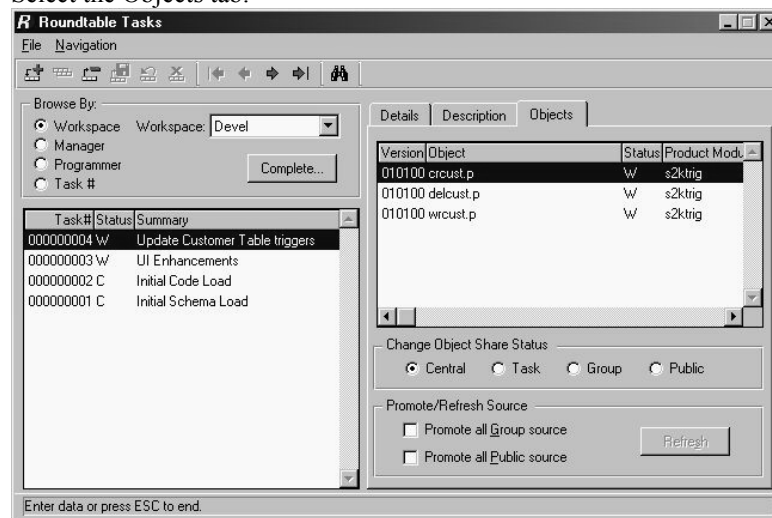 Select the Objects tab.
R Roundtable Tasks
File Navigation
Browse By:
Workspace Workspace: Devel
Manager
Programmer
Task #
Complete...
Task# Status Summary
000000004 W Update Customer Table triggers
000000003 W UI Enhancements
000000002 C Initial Code Load
000000001 C Initial Schema Load
Details Description Objects
Version Object Status Product Modu
010100 crcust.p W s2ktrig
010100 delcust.p W s2ktrig
010100 wrcust.p W s2ktrig
Change Object Share Status
Central Task Group Public
Promote/Refresh Source
Promote all Group source
Promote all Public source
Refresh
Enter data or press ESC to end.